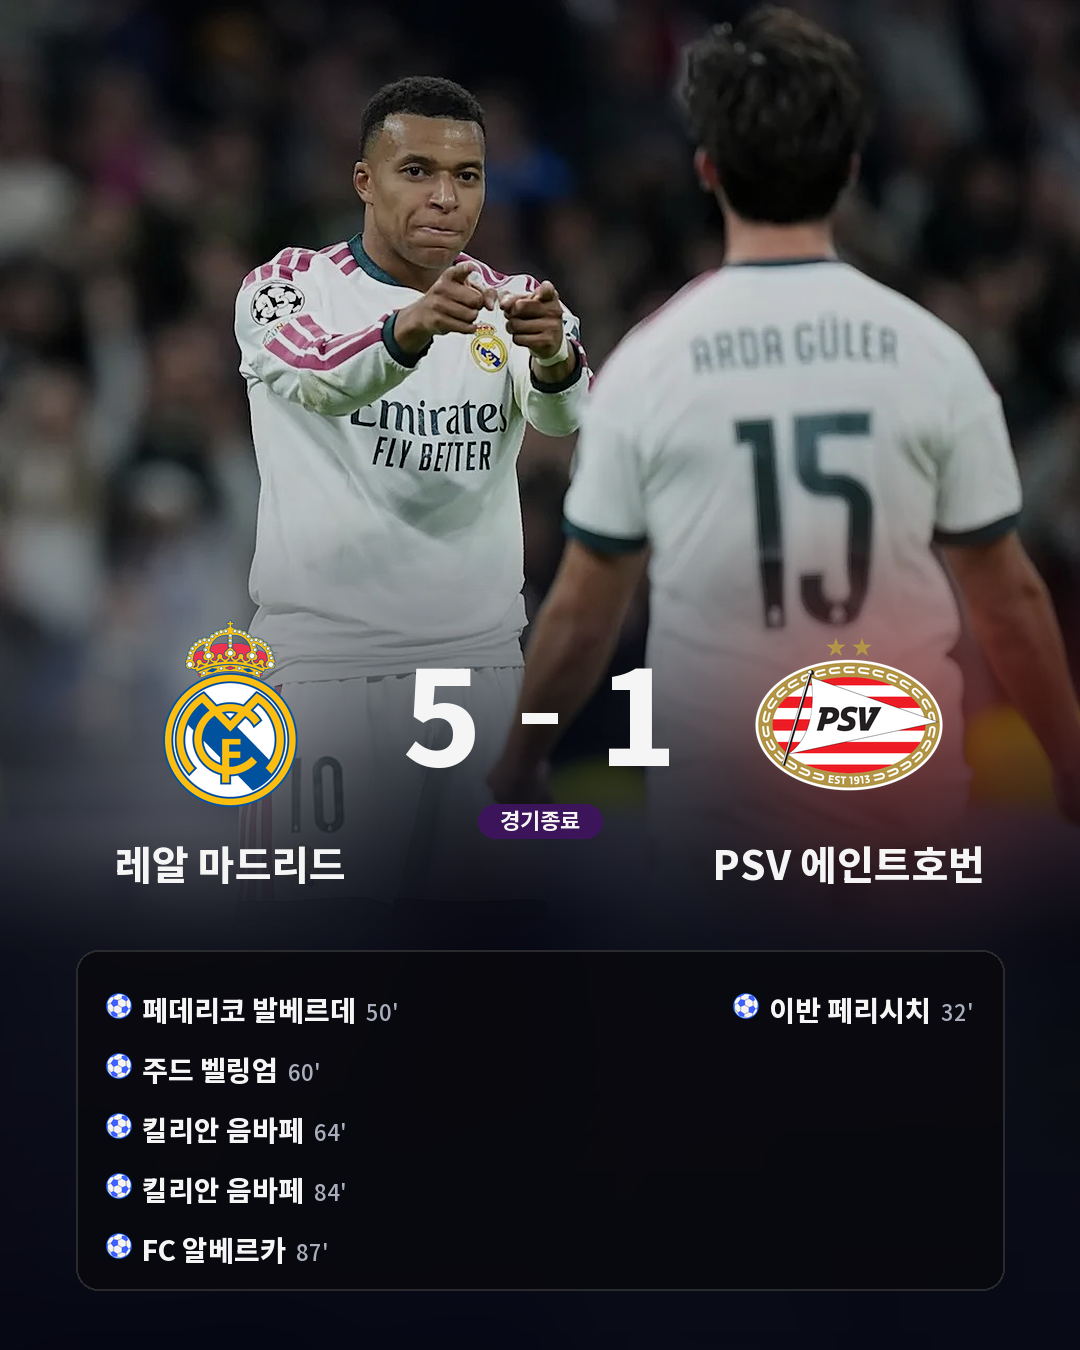 15
Emirates
FLY BETTER
ARDA GÜLER
15
10
5 - 1
PSV
EST 1913
경기종료
레알 마드리드
PSV 에인트호번
페데리코 발베르데 50'
이반 페리시치 32'
주드 벨링엄 60'
킬리안 음바페 64'
킬리안 음바페 84'
FC 알베르카 87'